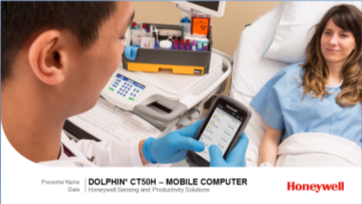 Presenter Name
Date
DOLPHIN® CT50H – MOBILE COMPUTER
Honeywell Sensing and Productivity Solutions
Honeywell